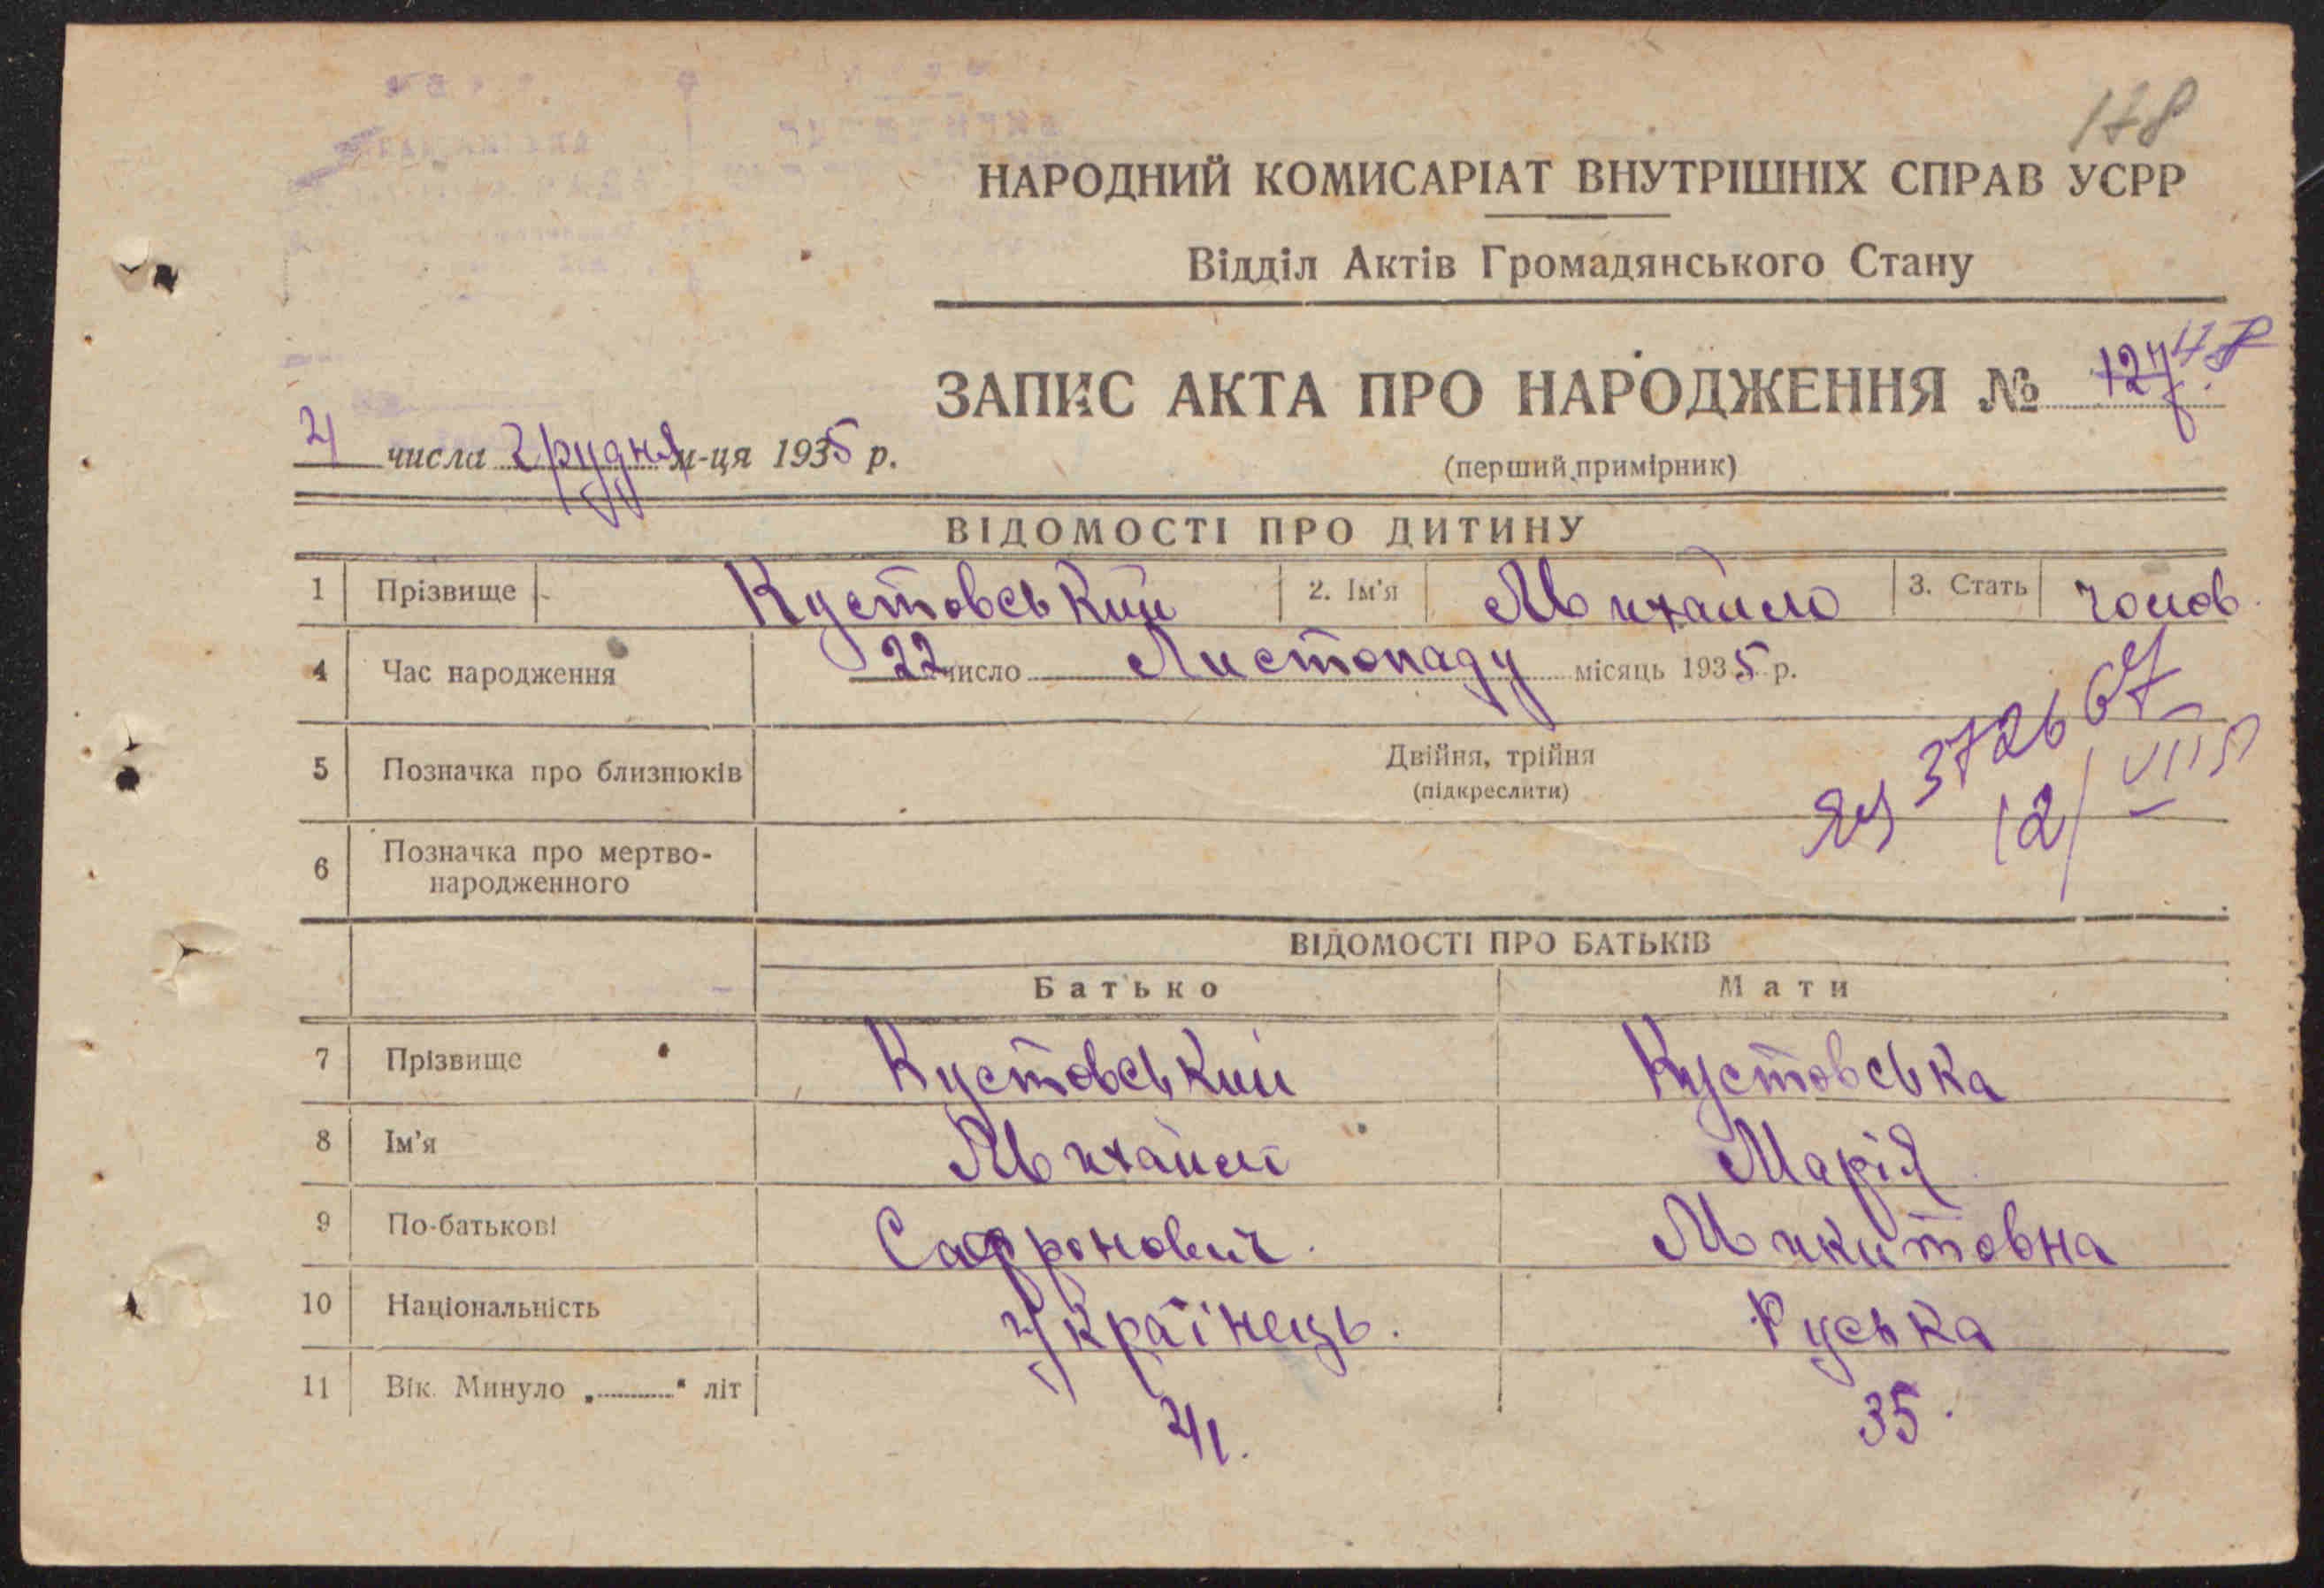 178
НАРОДНИЙ КОМИСАРІАТ ВНУТРІШНІХ СПРАВ УСРР
Відділ Актів Громадянського Стану
ЗАПИС АКТА ПРО НАРОДЖЕННЯ № 127
4 числа грудня м-ця 1935 р.
(перший примірник)
ВІДОМОСТІ ПРО ДИТИНУ
1 Прізвище Кустовський 2. Ім'я Михайло 3. Стать чолов.
4 Час народження 22 число Листопаду місяць 1935 р.
5 Позначка про близнюків Двійня, трійня
(підкреслити)
372667
12/VII
6 Позначка про мертво-
народженного
ВІДОМОСТІ ПРО БАТЬКІВ
Батько Мати
7 Прізвище Кустовський Кустовська
8 Ім'я Михайло Марія
9 По-батькові Сафронович. Микитовна
10 Національність Українець. Руська
11 Вік. Минуло „ “ літ 41. 35.